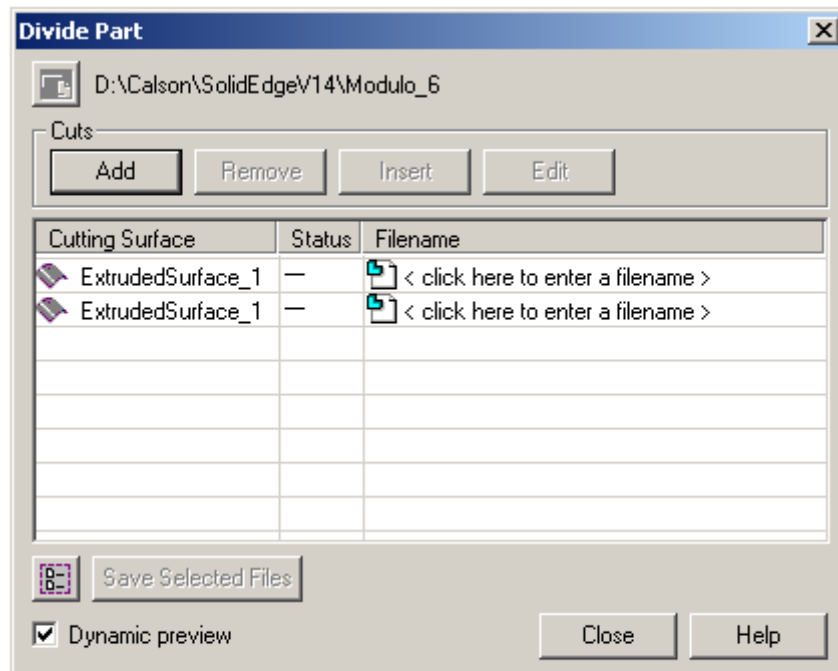 Divide Part
D:\Calson\SolidEdgeV14\Modulo_6
Cuts
Add Remove Insert Edit
Cutting Surface Status Filename
ExtrudedSurface_1 — < click here to enter a filename >
ExtrudedSurface_1 — < click here to enter a filename >
Save Selected Files
Dynamic preview Close Help